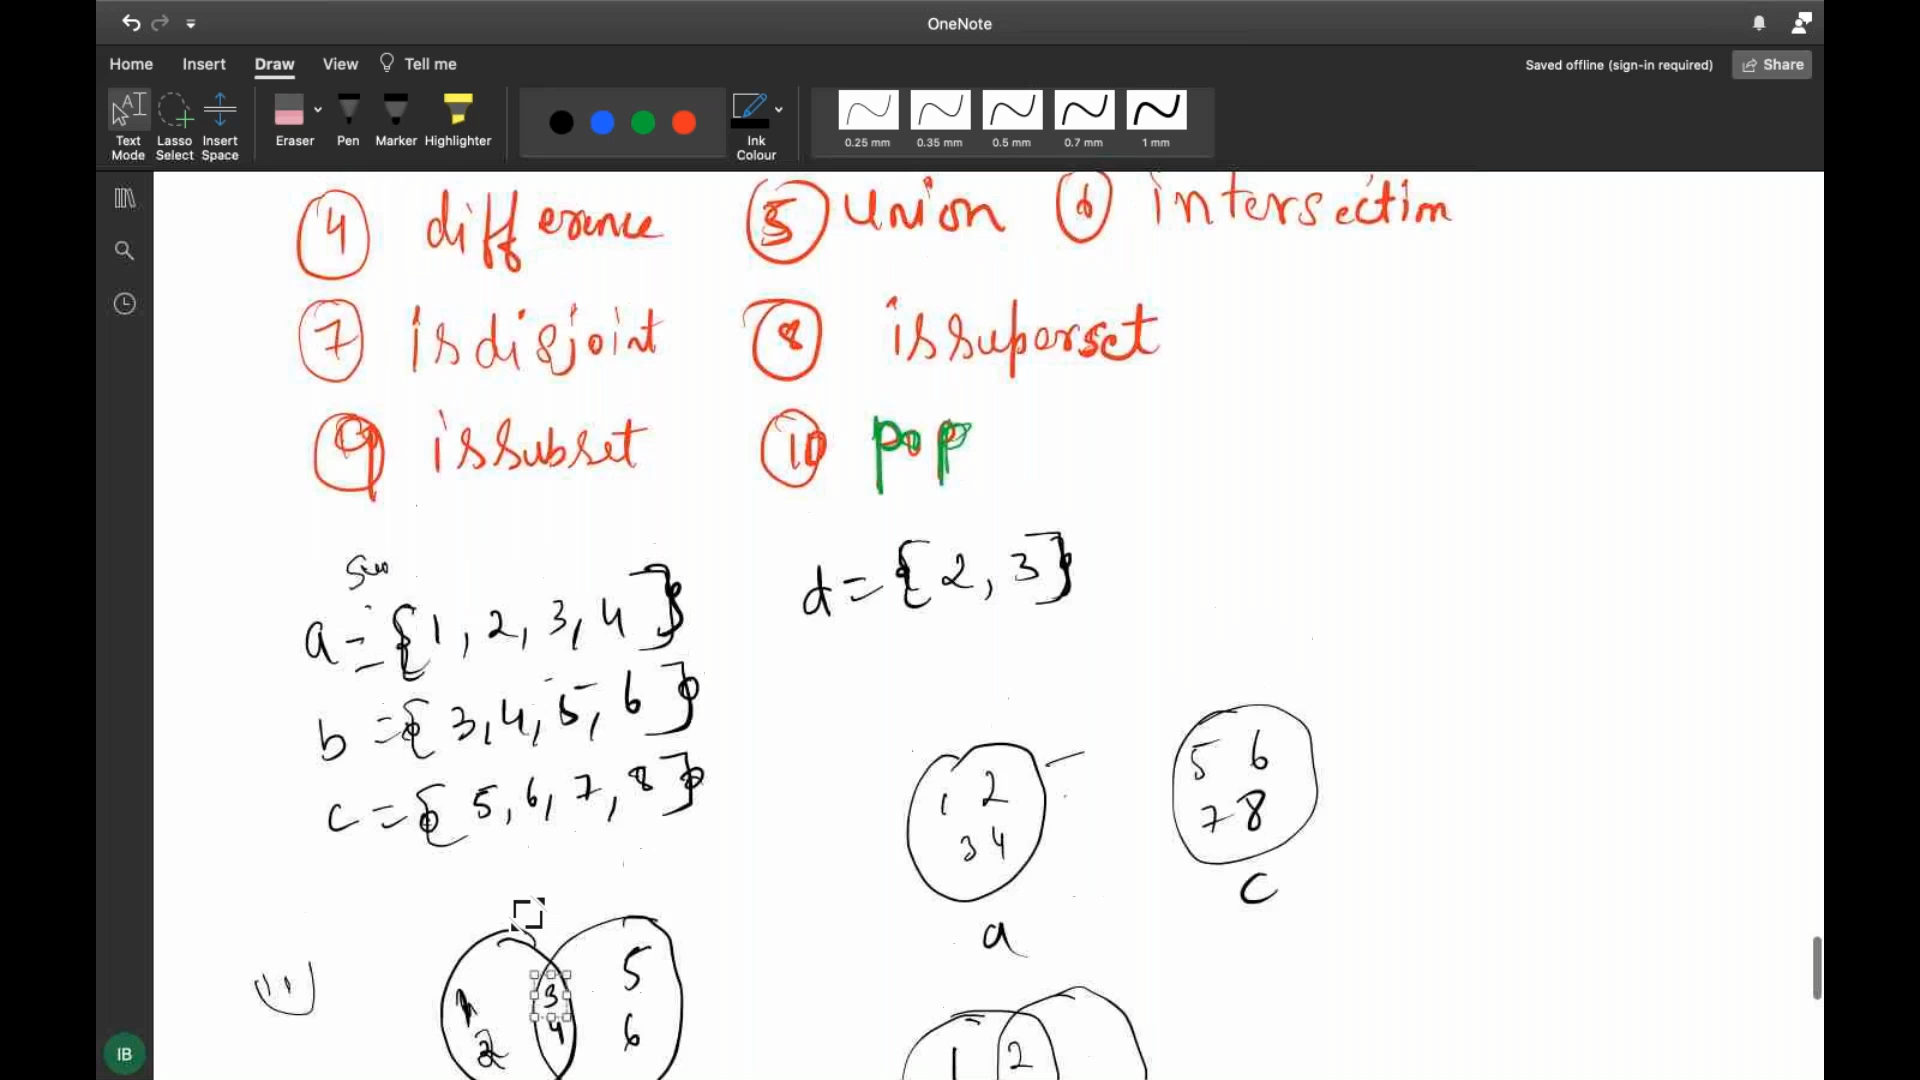 OneNote
Home Insert Draw View Tell me
Saved offline (sign-in required) Share
Text Mode
Lasso Select
Insert Space
Eraser
Pen
Marker
Highlighter
Ink Colour
0.25 mm
0.35 mm
0.5 mm
0.7 mm
1 mm
4 difference 5 union 6 intersection
7 isdisjoint 8 issuperset
9 issubset 10 pop
d = {2, 3}
a = {1, 2, 3, 4}
b = {3, 4, 5, 6}
c = {5, 6, 7, 8}
1 2
3 4
a
5 6
7 8
c
1 2 3 4 5 6
1 2
IB